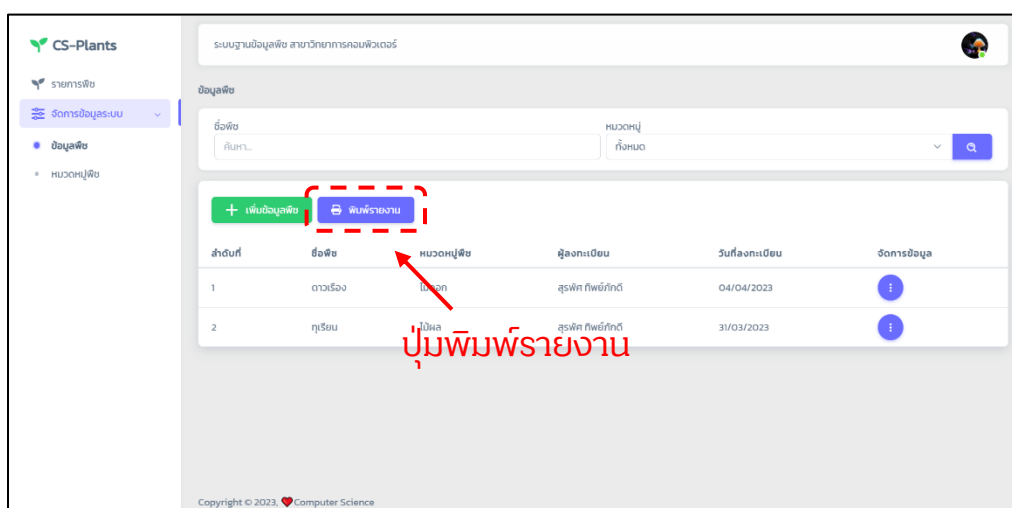 CS-Plants
ระบบฐานข้อมูลพืช สาขาวิทยาการคอมพิวเตอร์
รายการพืช
จัดการข้อมูลระบบ
ข้อมูลพืช
หมวดหมู่พืช
ข้อมูลพืช
ชื่อพืช หมวดหมู่
ค้นหา... ทั้งหมด
เพิ่มข้อมูลพืช พิมพ์รายงาน
ลำดับที่ ชื่อพืช หมวดหมู่พืช ผู้ลงทะเบียน วันที่ลงทะเบียน จัดการข้อมูล
1 ดาวเรือง ไม้ดอก สุรพัศ ทิพย์ภักดี 04/04/2023
2 ทุเรียน ไม้ผล สุรพัศ ทิพย์ภักดี 31/03/2023
ปุ่มพิมพ์รายงาน
Copyright © 2023, Computer Science